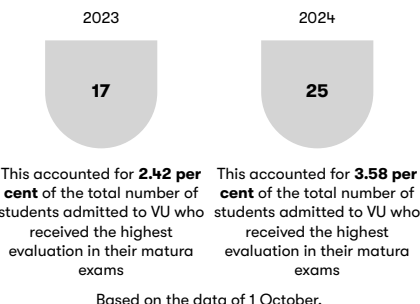 2023
17
This accounted for 2.42 per
cent of the total number of
students admitted to VU who
received the highest
evaluation in their matura
exams
2024
25
This accounted for 3.58 per
cent of the total number of
students admitted to VU who
received the highest
evaluation in their matura
exams
Based on the data of 1 October.